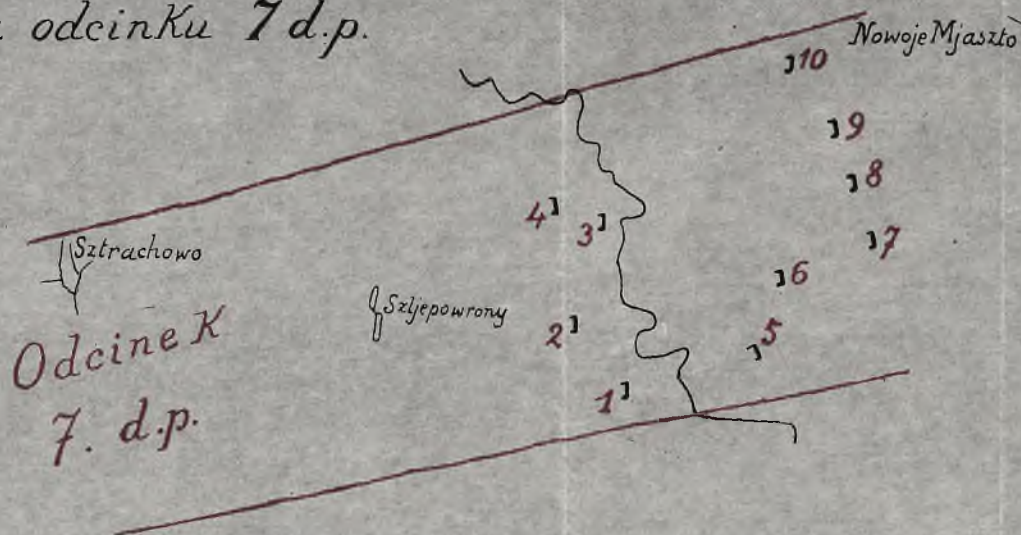 odcinku 7 d.p.
Nowoje Mjaszto
10
9
8
4
3
7
Sztrachowo
6
Szljepowrony
Odcinek
7. d.p.
2
5
1